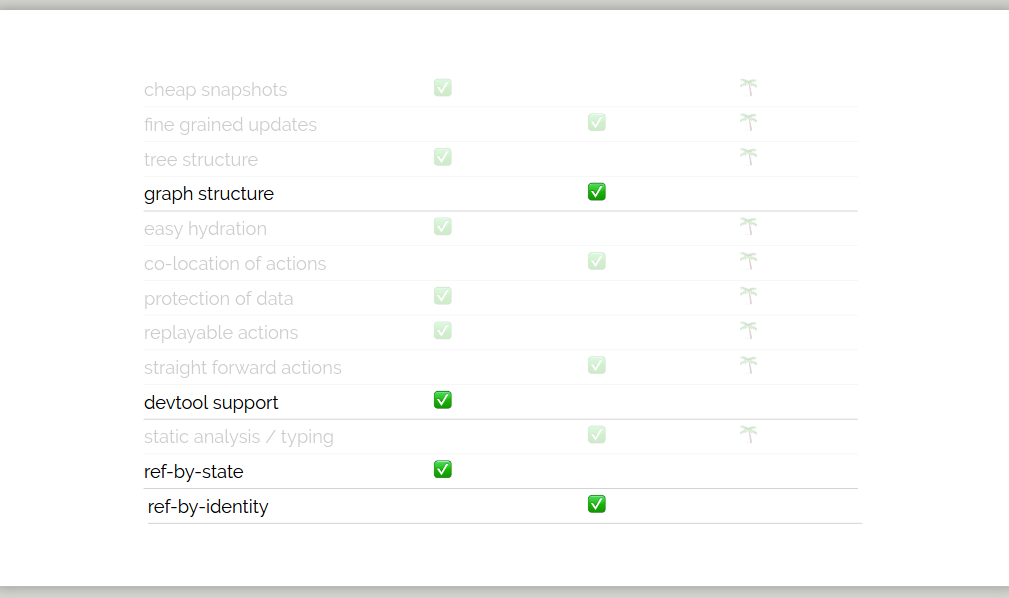 cheap snapshots ✅ 🌴
fine grained updates ✅ 🌴
tree structure ✅ 🌴
graph structure ✅
easy hydration ✅ 🌴
co-location of actions ✅ 🌴
protection of data ✅ 🌴
replayable actions ✅ 🌴
straight forward actions ✅ 🌴
devtool support ✅
static analysis / typing ✅ 🌴
ref-by-state ✅
ref-by-identity ✅